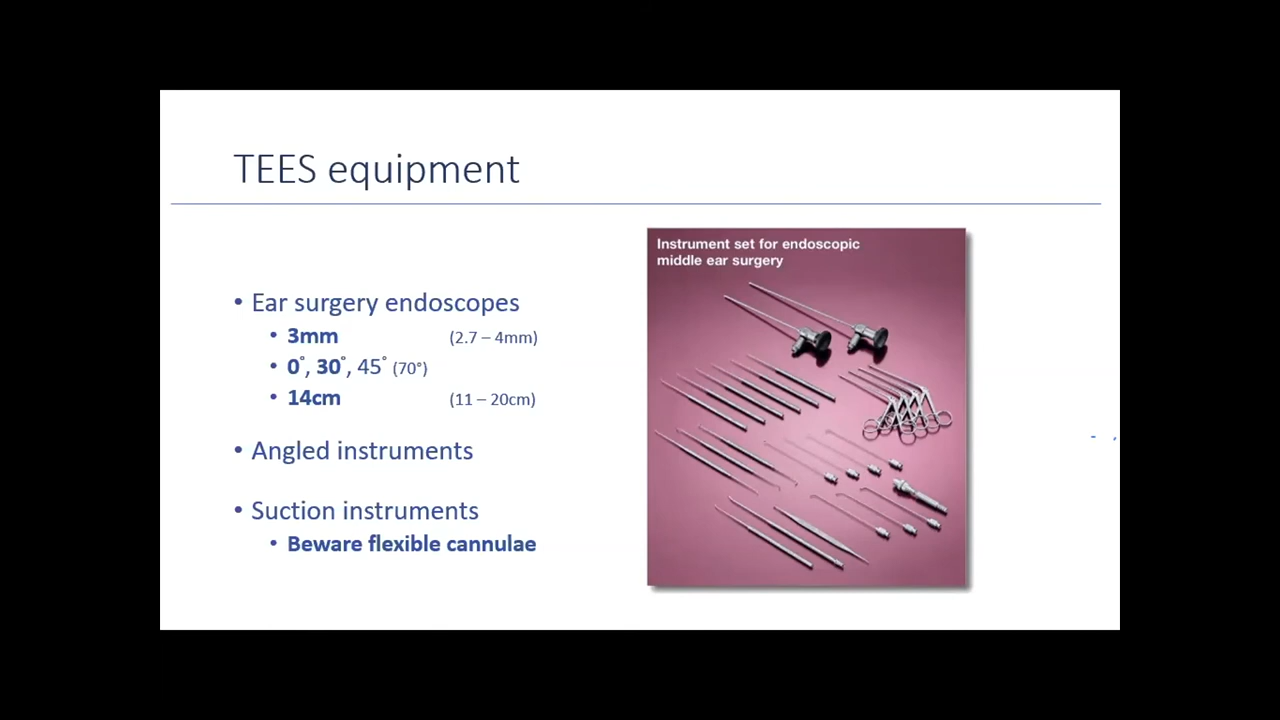 TEES equipment
• Ear surgery endoscopes
• 3mm (2.7 – 4mm)
• 0°, 30°, 45° (70°)
• 14cm (11 – 20cm)
• Angled instruments
• Suction instruments
• Beware flexible cannulae
Instrument set for endoscopic
middle ear surgery